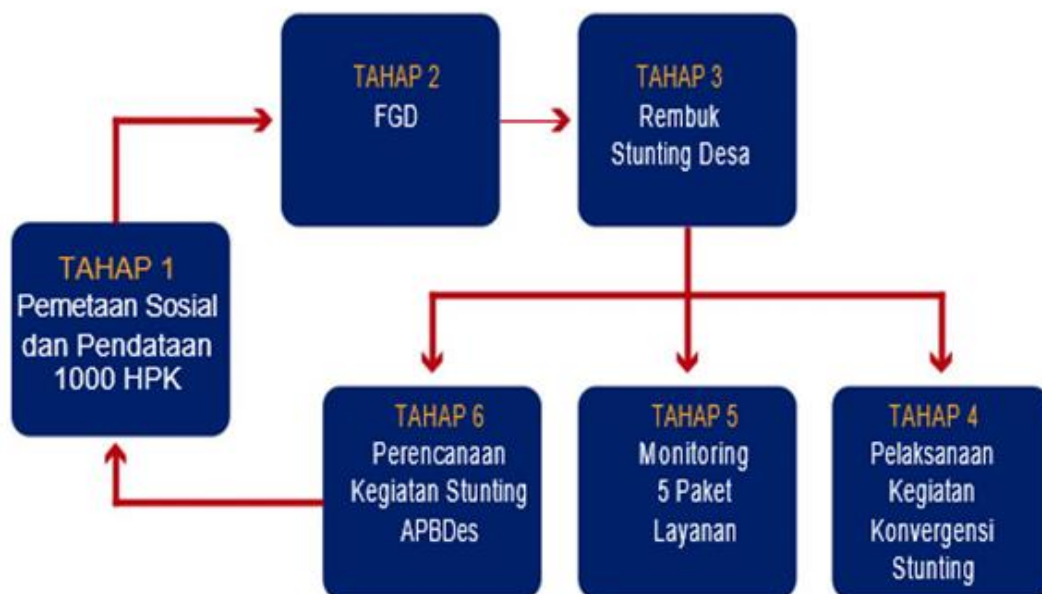 TAHAP 1
Pemetaan Sosial
dan Pendataan
1000 HPK
TAHAP 2
FGD
TAHAP 3
Rembuk
Stunting Desa
TAHAP 4
Pelaksanaan
Kegiatan
Konvergensi
Stunting
TAHAP 5
Monitoring
5 Paket
Layanan
TAHAP 6
Perencanaan
Kegiatan Stunting
APBDes